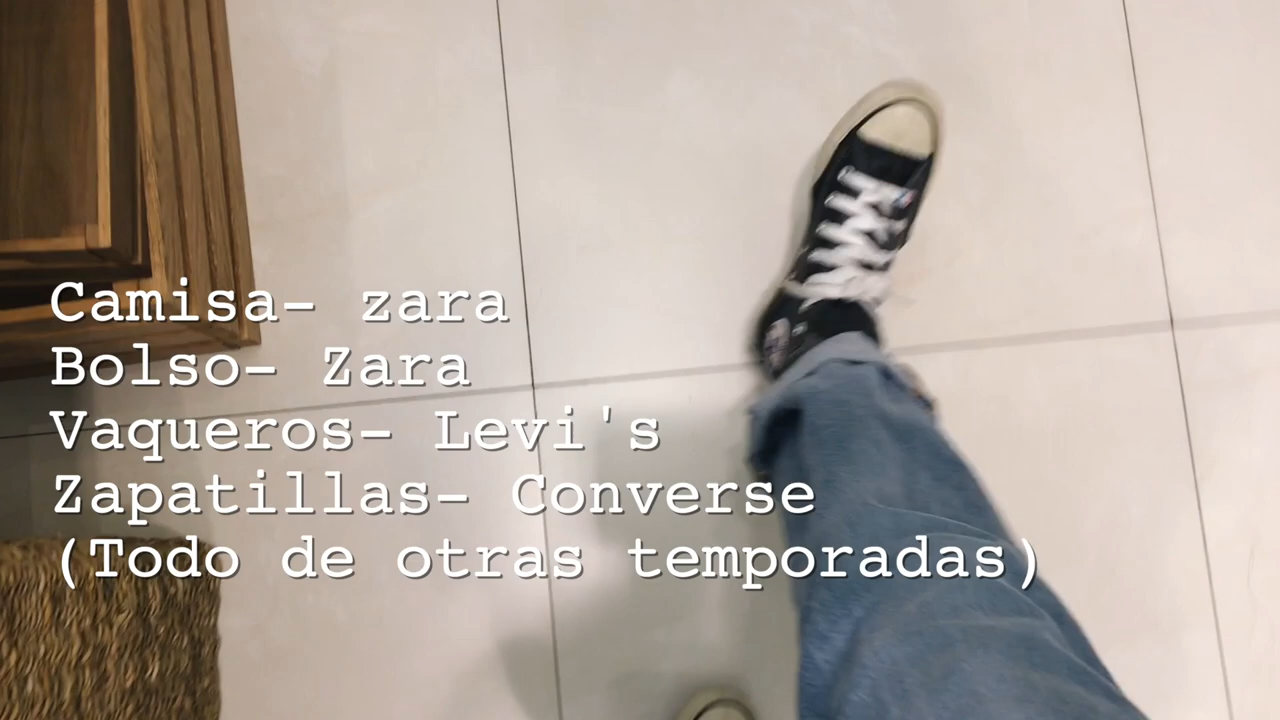 Camisa- zara
Bolso- Zara
Vaqueros- Levi's
Zapatillas- Converse
(Todo de otras temporadas)